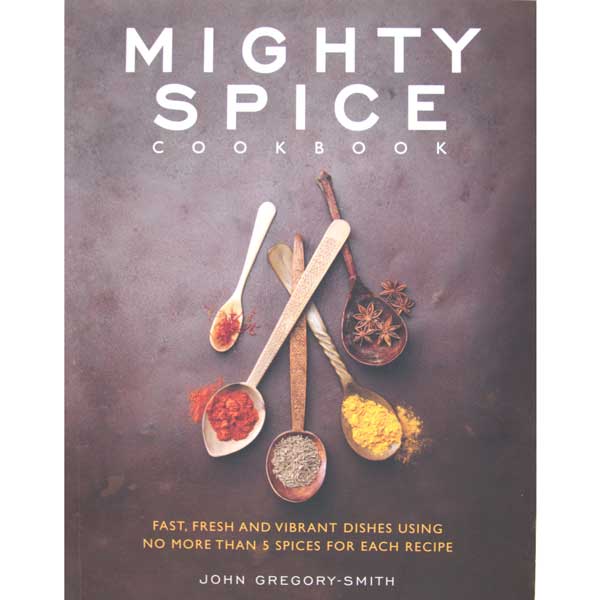 MIGHTY
SPICE
COOKBOOK
FAST, FRESH AND VIBRANT DISHES USING
NO MORE THAN 5 SPICES FOR EACH RECIPE
JOHN GREGORY-SMITH